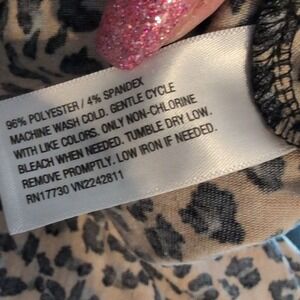 96% POLYESTER / 4% SPANDEX
MACHINE WASH COLD. GENTLE CYCLE
WITH LIKE COLORS. ONLY NON-CHLORINE
BLEACH WHEN NEEDED. TUMBLE DRY LOW.
REMOVE PROMPTLY. LOW IRON IF NEEDED.
RN17730 VN2242811